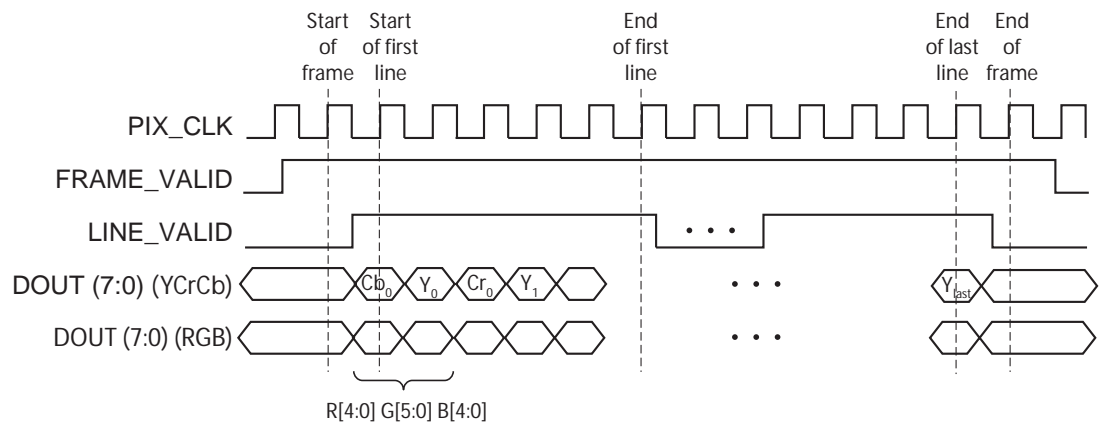 Start of frame
Start of first line
End of first line
End of last line
End of frame
PIX_CLK
FRAME_VALID
LINE_VALID
• • •
DOUT (7:0) (YCrCb)
Cb0 Y0 Cr0 Y1 • • • Ylast
DOUT (7:0) (RGB)
• • •
R[4:0] G[5:0] B[4:0]